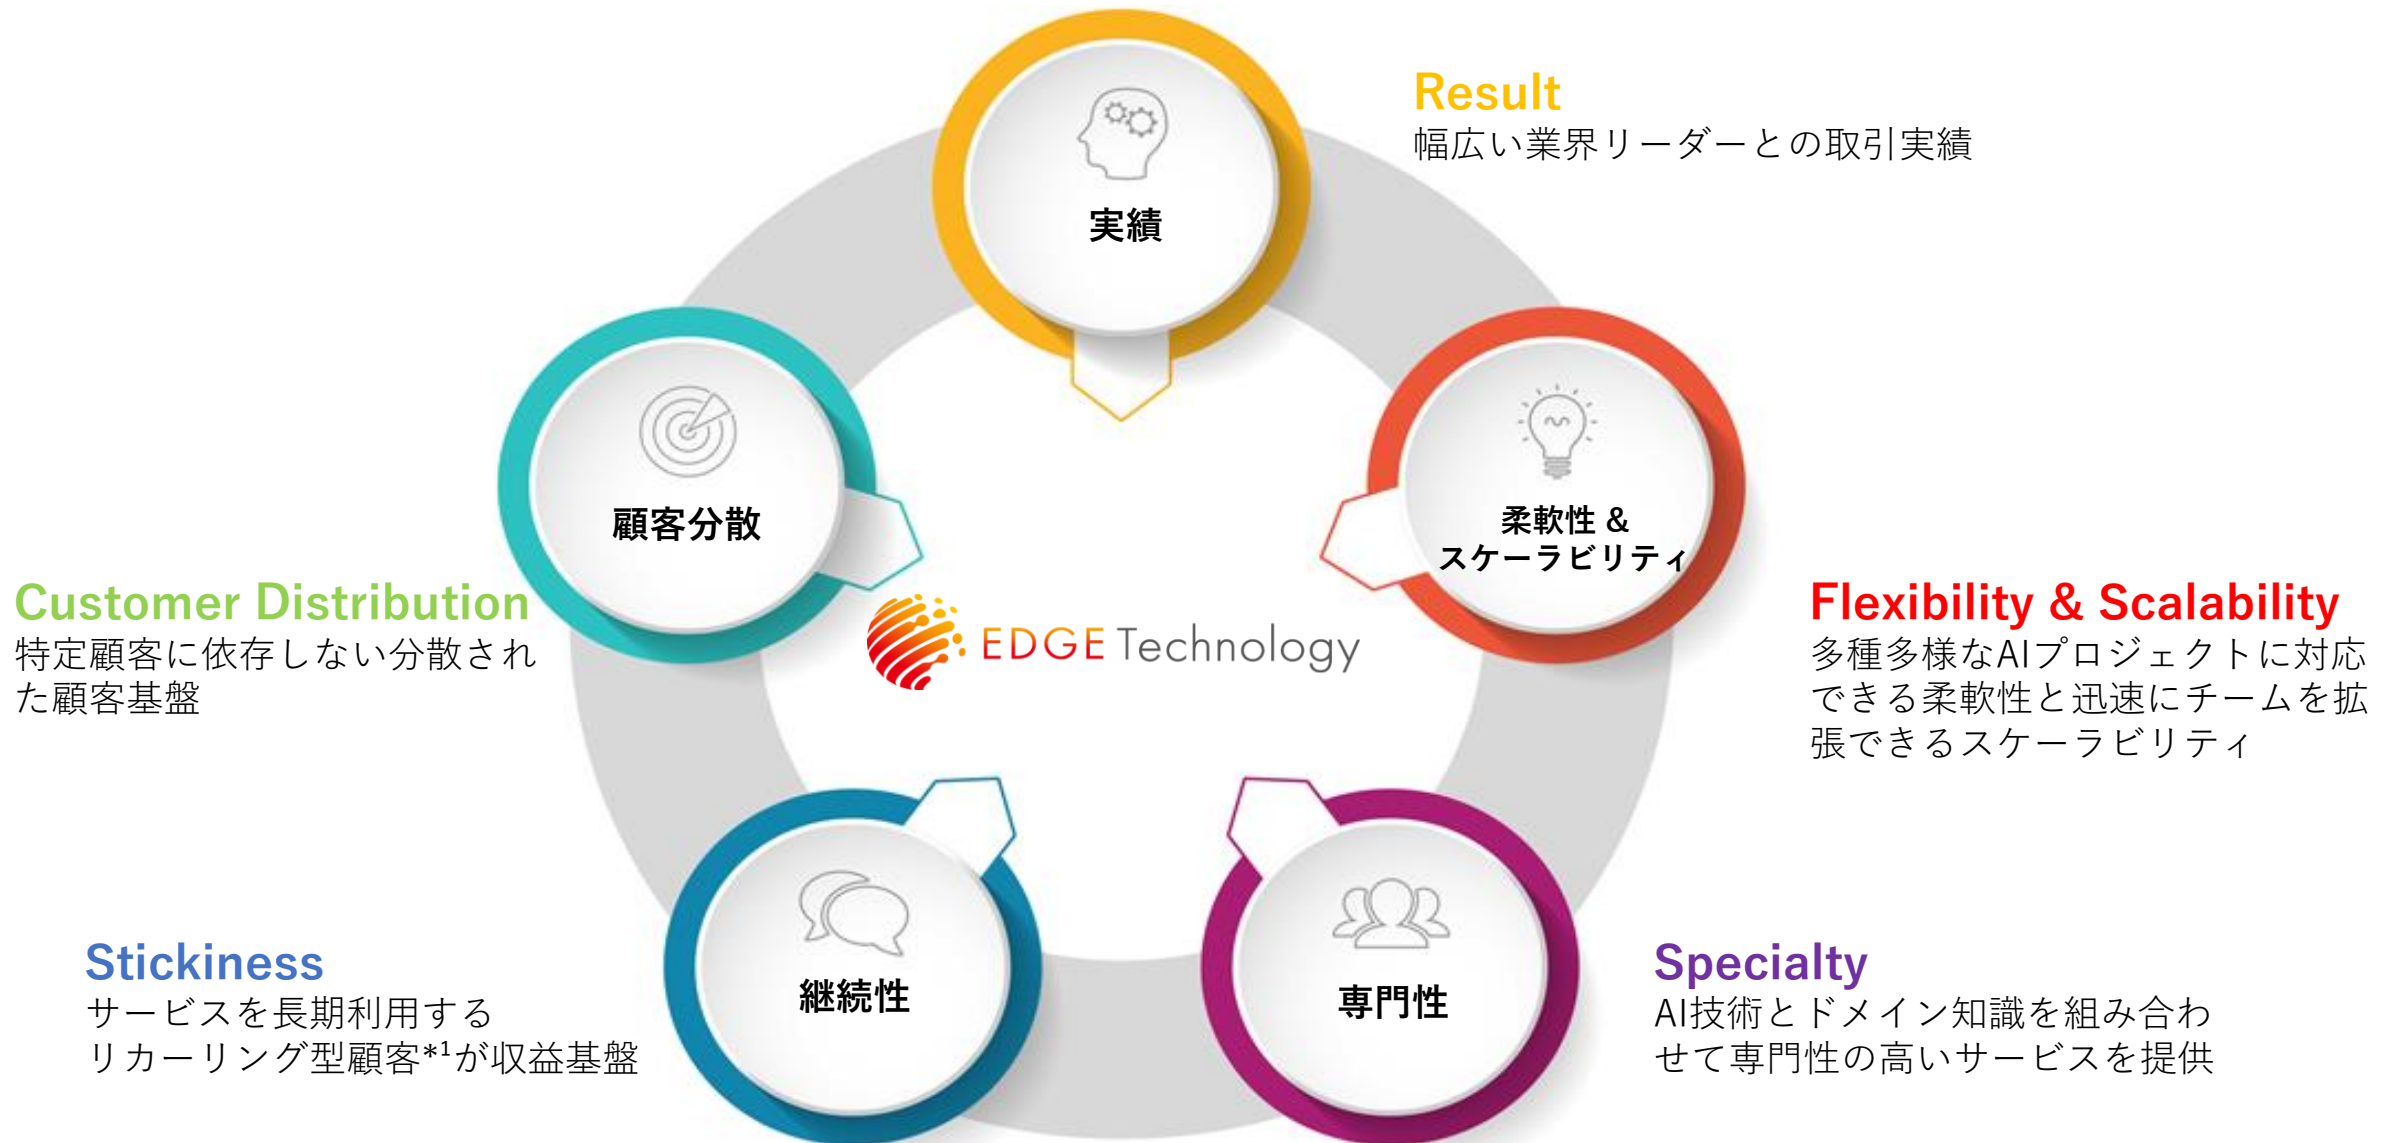 Result
幅広い業界リーダーとの取引実績
実績
顧客分散
柔軟性 &
スケーラビリティ
Customer Distribution
特定顧客に依存しない分散され
た顧客基盤
EDGE Technology
Flexibility & Scalability
多種多様なAIプロジェクトに対応
できる柔軟性と迅速にチームを拡
張できるスケーラビリティ
Stickiness
サービスを長期利用する
リカーリング型顧客*¹が収益基盤
継続性
専門性
Specialty
AI技術とドメイン知識を組み合わ
せて専門性の高いサービスを提供